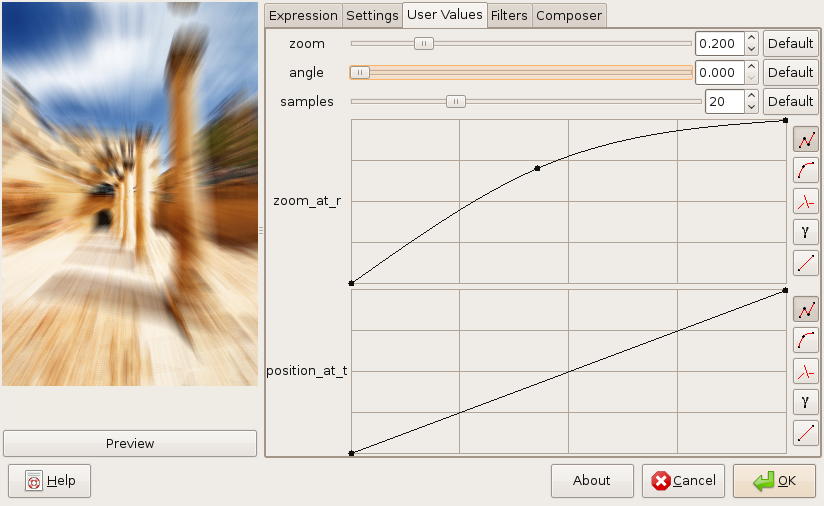 Expression Settings User Values Filters Composer
zoom 0.200 Default
angle 0.000 Default
samples 20 Default
zoom_at_r
γ
position_at_t
γ
Preview
Help About Cancel OK